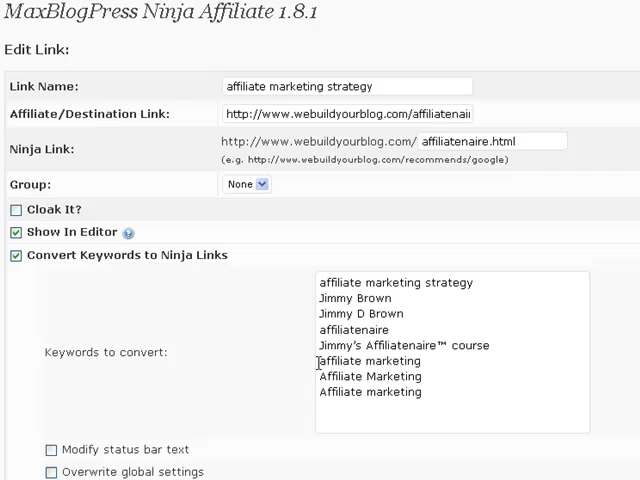 MaxBlogPress Ninja Affiliate 1.8.1
Edit Link:
Link Name: affiliate marketing strategy
Affiliate/Destination Link: http://www.webuildyourblog.com/affiliatenai
Ninja Link: http://www.webuildyourblog.com/ affiliatenaire.html
(e.g. http://www.webuildyourblog.com/recommends/google)
Group: None
Cloak It?
Show In Editor ?
Convert Keywords to Ninja Links
Keywords to convert:
affiliate marketing strategy
Jimmy Brown
Jimmy D Brown
affiliatenaire
Jimmy's Affiliatenaire™ course
affiliate marketing
Affiliate Marketing
Affiliate marketing
Modify status bar text
Overwrite global settings